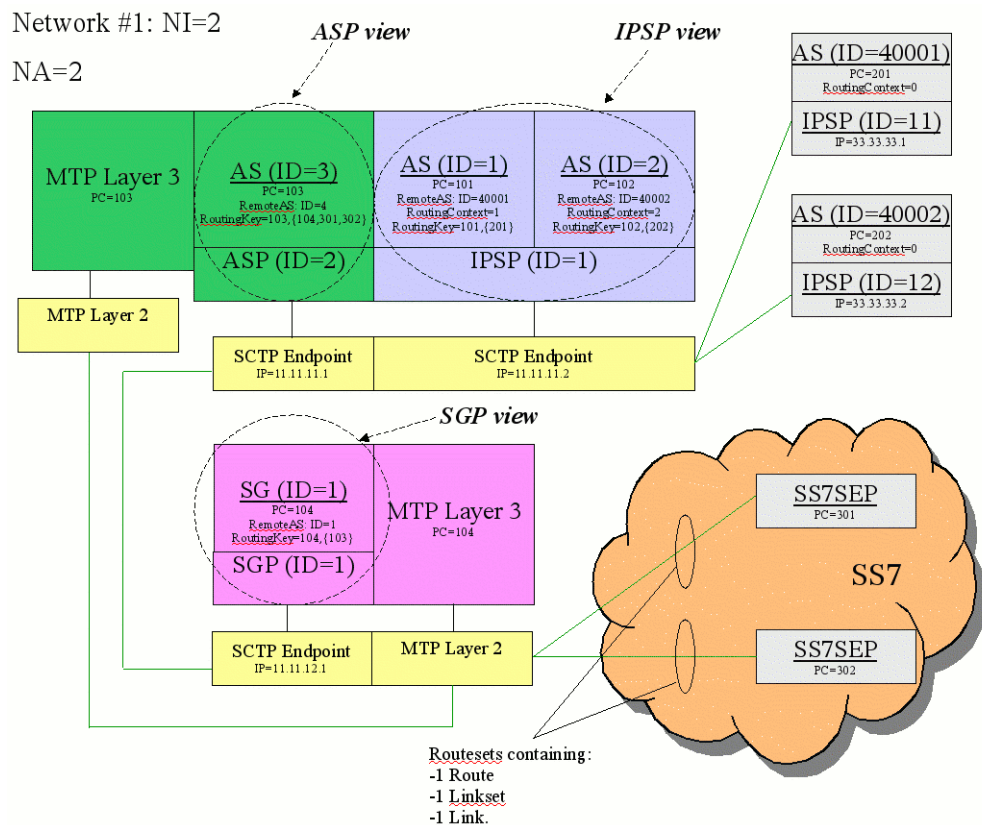 Network #1: NI=2
NA=2
ASP view
IPSP view
AS (ID=40001)
PC=201
RoutingContext=0
IPSP (ID=11)
IP=33.33.33.1
MTP Layer 3
PC=103
AS (ID=3)
PC=103
RemoteAS: ID=4
RoutingKey=103,{104,301,302}
ASP (ID=2)
AS (ID=1)
PC=101
RemoteAS: ID=40001
RoutingContext=1
RoutingKey=101,{201}
AS (ID=2)
PC=102
RemoteAS: ID=40002
RoutingContext=2
RoutingKey=102,{202}
IPSP (ID=1)
AS (ID=40002)
PC=202
RoutingContext=0
IPSP (ID=12)
IP=33.33.33.2
MTP Layer 2
SCTP Endpoint
IP=11.11.11.1
SCTP Endpoint
IP=11.11.11.2
SGP view
SG (ID=1)
PC=104
RemoteAS: ID=1
RoutingKey=104,{103}
SGP (ID=1)
MTP Layer 3
PC=104
SS7SEP
PC=301
SS7
SCTP Endpoint
IP=11.11.12.1
MTP Layer 2
SS7SEP
PC=302
Routesets containing:
-1 Route
-1 Linkset
-1 Link.